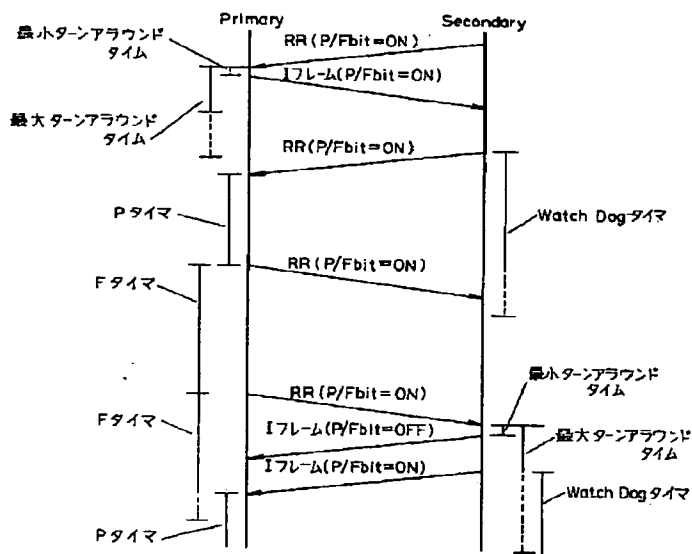 Primary
Secondary
最小ターンアラウンド
タイム
RR(P/Fbit=ON)
Iフレーム(P/Fbit=ON)
最大ターンアラウンド
タイム
RR(P/Fbit=ON)
Pタイマ
Watch Dogタイマ
RR(P/Fbit=ON)
Fタイマ
RR(P/Fbit=ON)
最小ターンアラウンド
タイム
Fタイマ
Iフレーム(P/Fbit=OFF)
最大ターンアラウンド
タイム
Iフレーム(P/Fbit=ON)
Watch Dogタイマ
Pタイマ